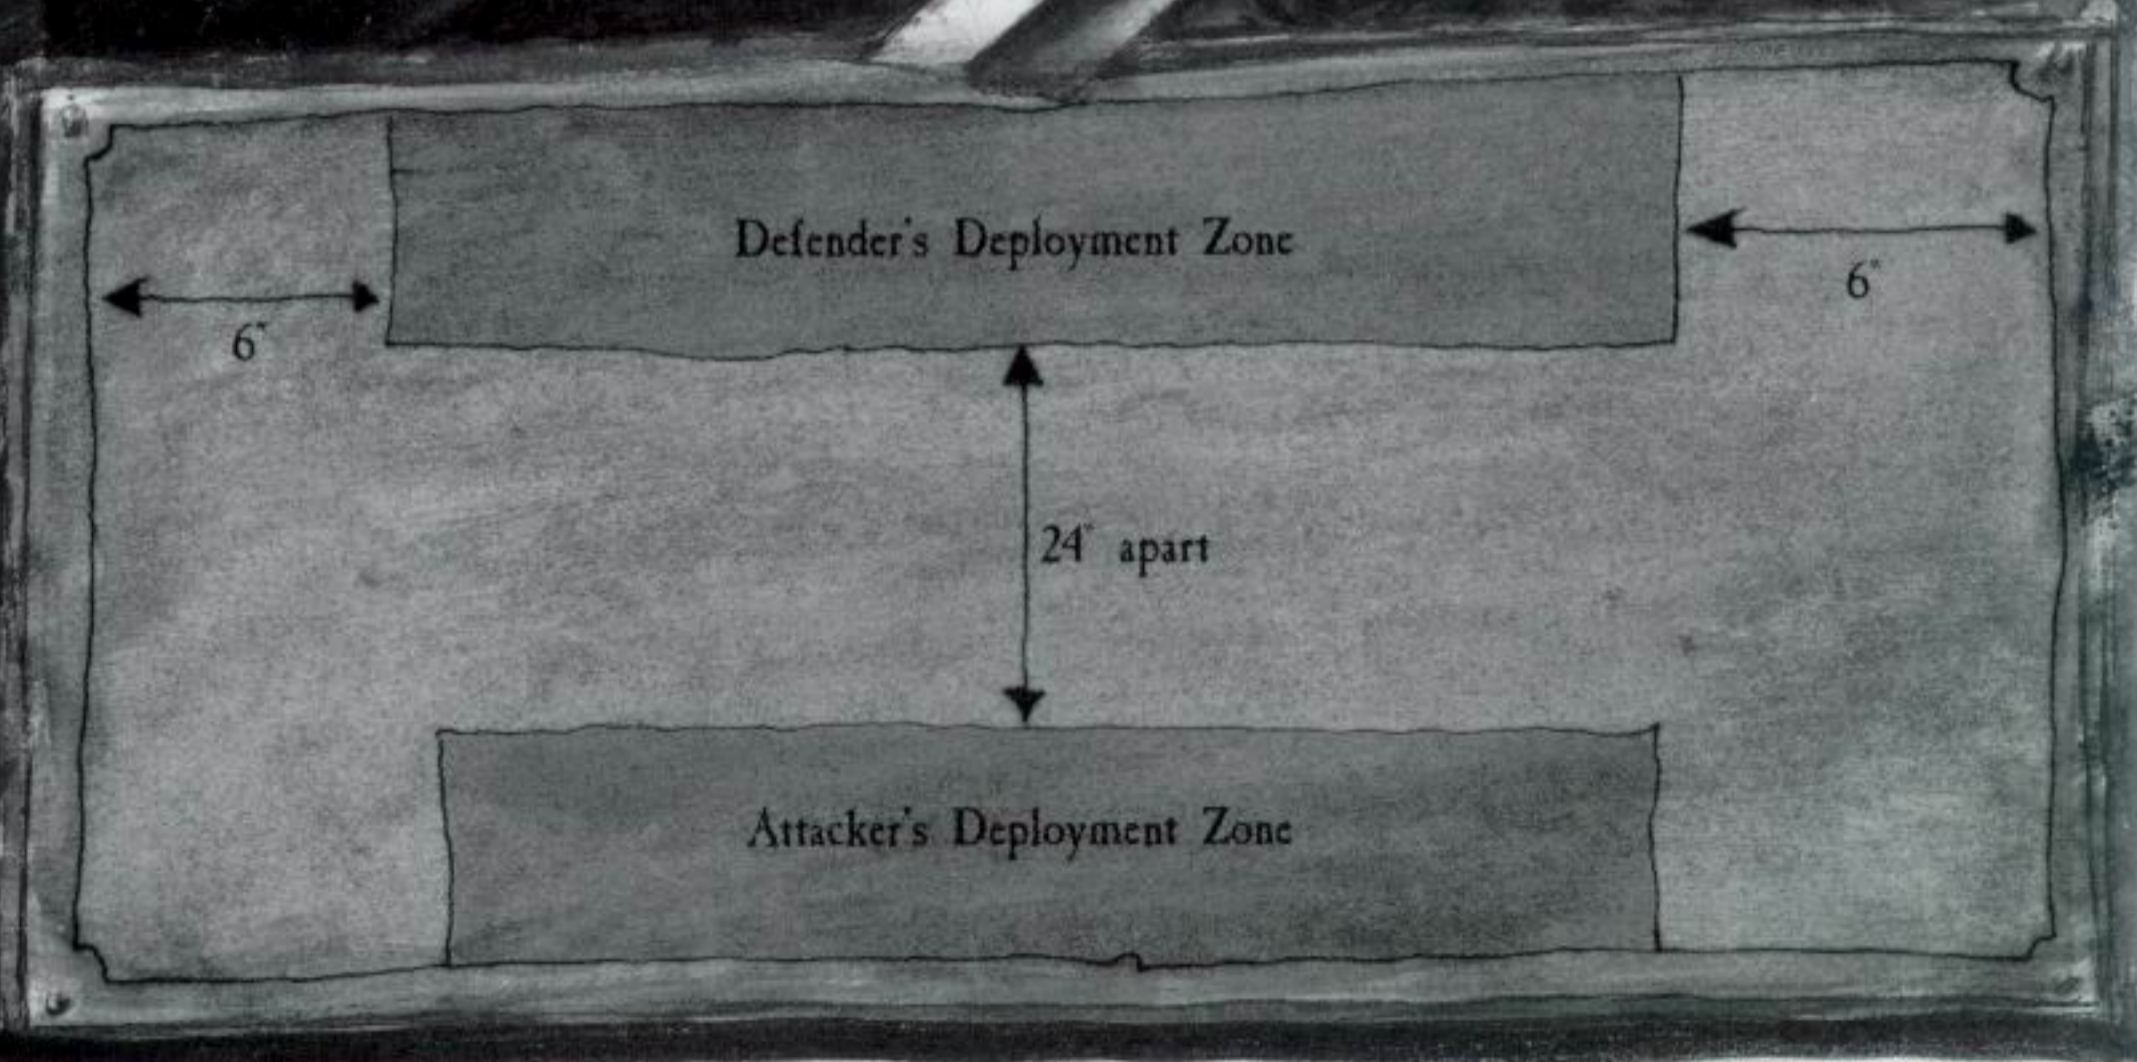 Defender's Deployment Zone
6"
6"
24" apart
Attacker's Deployment Zone